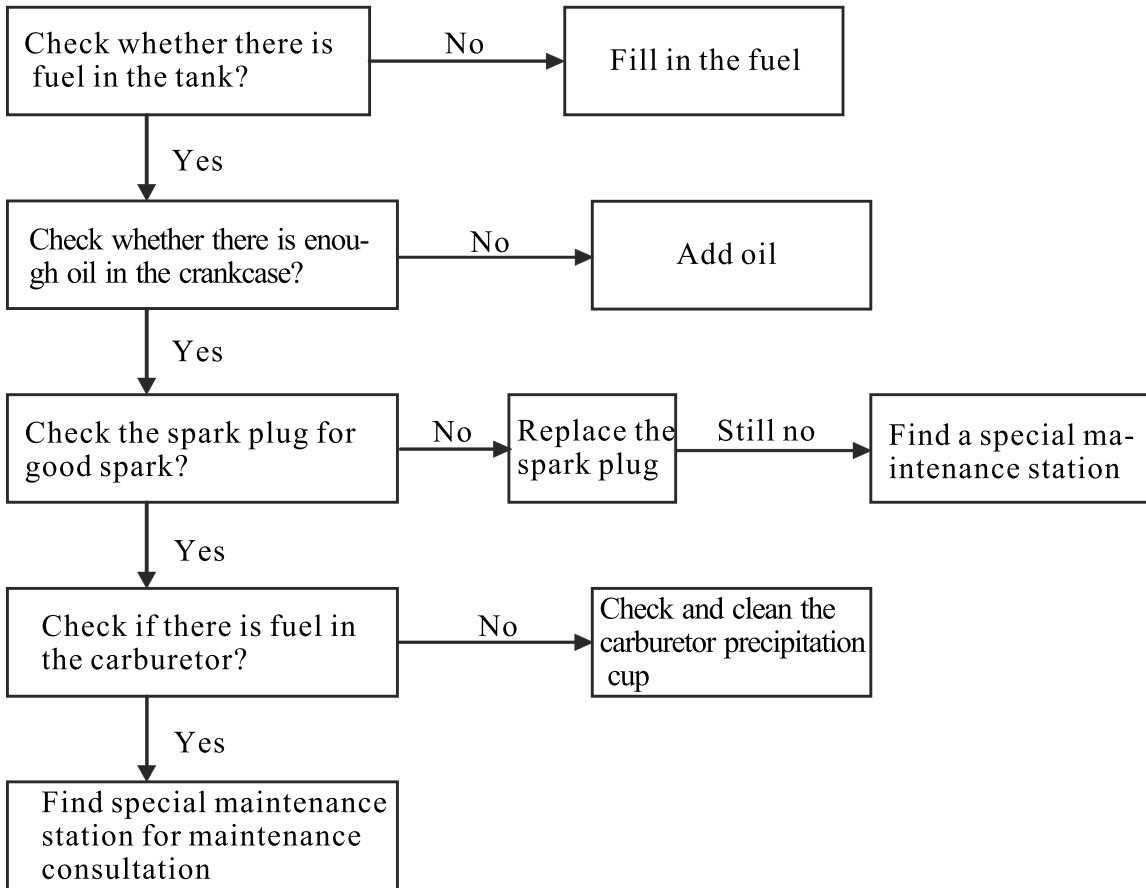 Check whether there is
fuel in the tank?
No
Fill in the fuel
Yes
Check whether there is enou-
gh oil in the crankcase?
No
Add oil
Yes
Check the spark plug for
good spark?
No
Replace the
spark plug
Still no
Find a special ma-
intenance station
Yes
Check if there is fuel in
the carburetor?
No
Check and clean the
carburetor precipitation
cup
Yes
Find special maintenance
station for maintenance
consultation